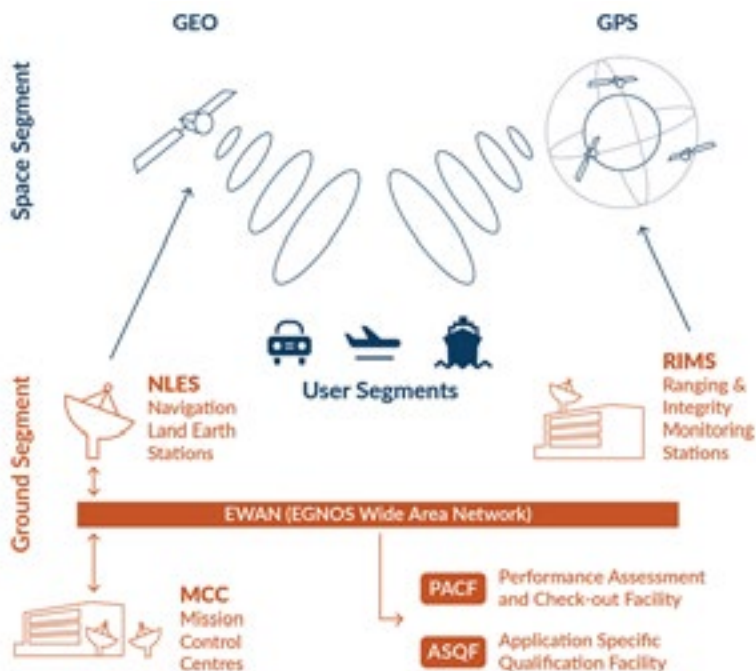 GEO
GPS
Space Segment
User Segments
NLES
Navigation
Land Earth
Stations
RIMS
Ranging &
Integrity
Monitoring
Stations
Ground Segment
EWAN (EGNOS Wide Area Network)
MCC
Mission
Control
Centres
PACF
Performance Assessment
and Check-out Facility
ASQF
Application Specific
Qualification Facility